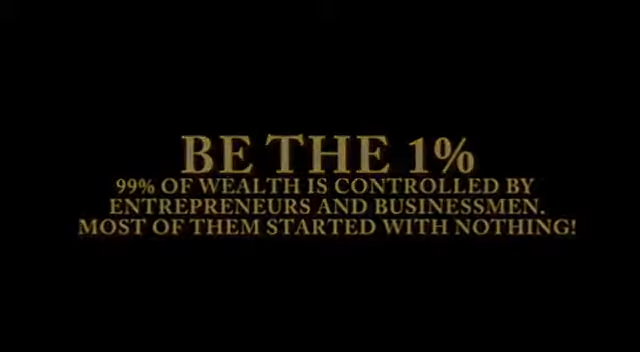 BE THE 1%
99% OF WEALTH IS CONTROLLED BY
ENTREPRENEURS AND BUSINESSMEN.
MOST OF THEM STARTED WITH NOTHING!